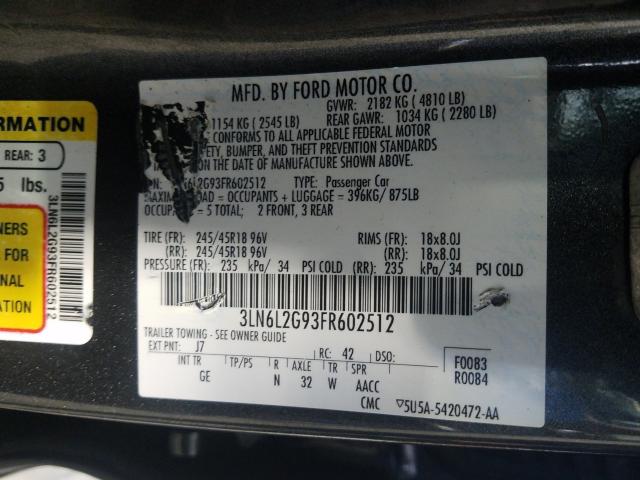 ORMATION
REAR: 3
5 lbs.
NERS
FOR
ONAL
ION
3LN6L2G93FR602512
MFD. BY FORD MOTOR CO.
GVWR: 2182 KG ( 4810 LB)
1154 KG ( 2545 LB) REAR GAWR: 1034 KG ( 2280 LB)
CONFORMS TO ALL APPLICABLE FEDERAL MOTOR
ETY, BUMPER, AND THEFT PREVENTION STANDARDS
ON THE DATE OF MANUFACTURE SHOWN ABOVE.
6L2G93FR602512 TYPE: Passenger Car
MAXIM OAD = OCCUPANTS + LUGGAGE = 396KG/ 875LB
OCCUPA = 5 TOTAL; 2 FRONT, 3 REAR
TIRE (FR): 245/45R18 96V RIMS (FR): 18x8.0J
(RR): 245/45R18 96V (RR): 18x8.0J
PRESSURE (FR): 235 kPa/ 34 PSI COLD (RR): 235 kPa/ 34 PSI COLD
3LN6L2G93FR602512
TRAILER TOWING - SEE OWNER GUIDE
EXT PNT: J7 RC: 42 DSO:
INT TR TP/PS R AXLE TR SPR
GE N 32 W AACC
CMC
F0083
R0084
5U5A-5420472-AA